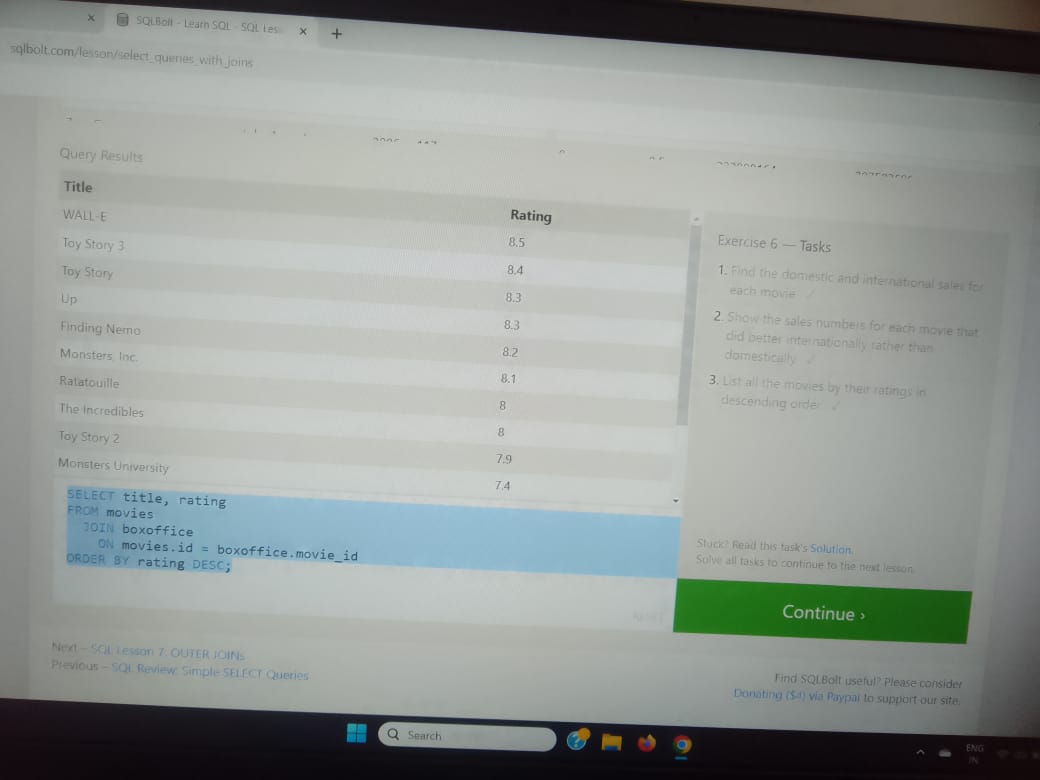 SQLBolt - Learn SQL - SQL Less
sqlbolt.com/lesson/select_queries_with_joins
Query Results
Title Rating
WALL-E 8.5
Toy Story 3 8.4
Toy Story 8.3
Up 8.3
Finding Nemo 8.2
Monsters, Inc. 8.1
Ratatouille 8
The Incredibles 8
Toy Story 2 7.9
Monsters University 7.4
SELECT title, rating
FROM movies
JOIN boxoffice
ON movies.id = boxoffice.movie_id
ORDER BY rating DESC;
RESET
Exercise 6 — Tasks
1. Find the domestic and international sales for
each movie ✓
2. Show the sales numbers for each movie that
did better internationally rather than
domestically ✓
3. List all the movies by their ratings in
descending order ✓
Stuck? Read this task's Solution.
Solve all tasks to continue to the next lesson.
Continue ›
Next – SQL Lesson 7: OUTER JOINs
Previous – SQL Review: Simple SELECT Queries
Find SQLBolt useful? Please consider
Donating ($4) via Paypal to support our site.
Search
ENG
IN